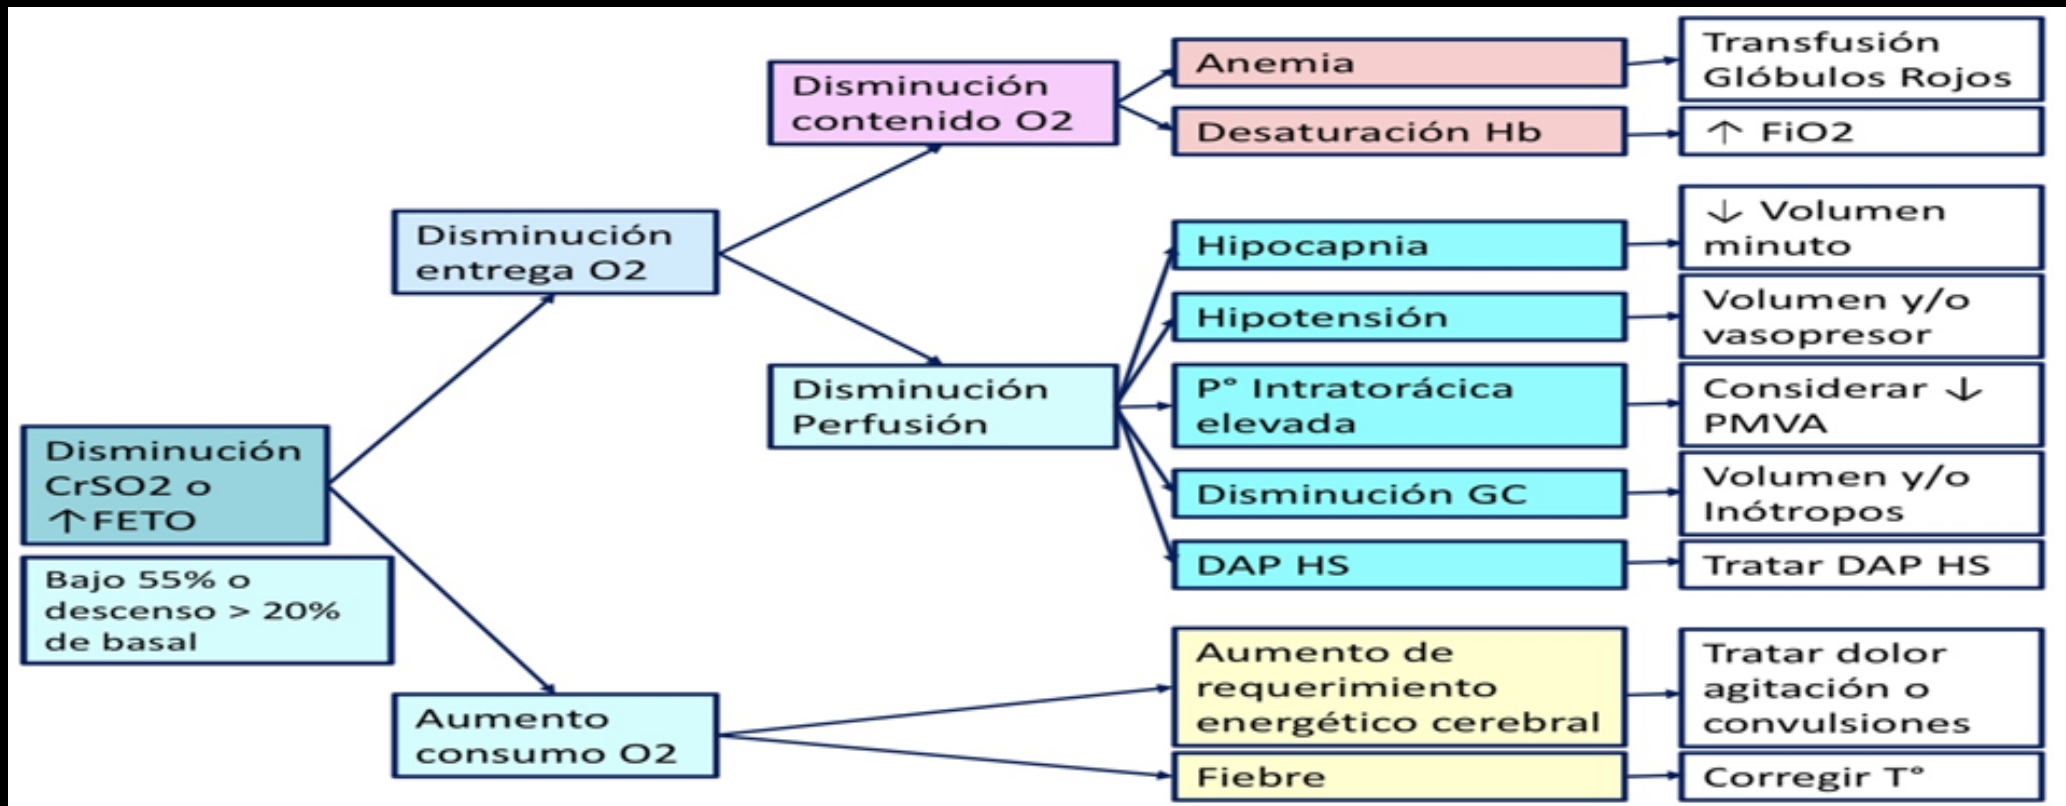 Disminución
CrSO2 o
↑FETO
Bajo 55% o
descenso > 20%
de basal
Disminución
entrega O2
Aumento
consumo O2
Disminución
contenido O2
Disminución
Perfusión
Anemia
Transfusión
Glóbulos Rojos
Desaturación Hb
↑ FiO2
Hipocapnia
↓ Volumen
minuto
Hipotensión
Volumen y/o
vasopresor
P° Intratorácica
elevada
Considerar ↓
PMVA
Disminución GC
Volumen y/o
Inótropos
DAP HS
Tratar DAP HS
Aumento de
requerimiento
energético cerebral
Tratar dolor
agitación o
convulsiones
Fiebre
Corregir T°